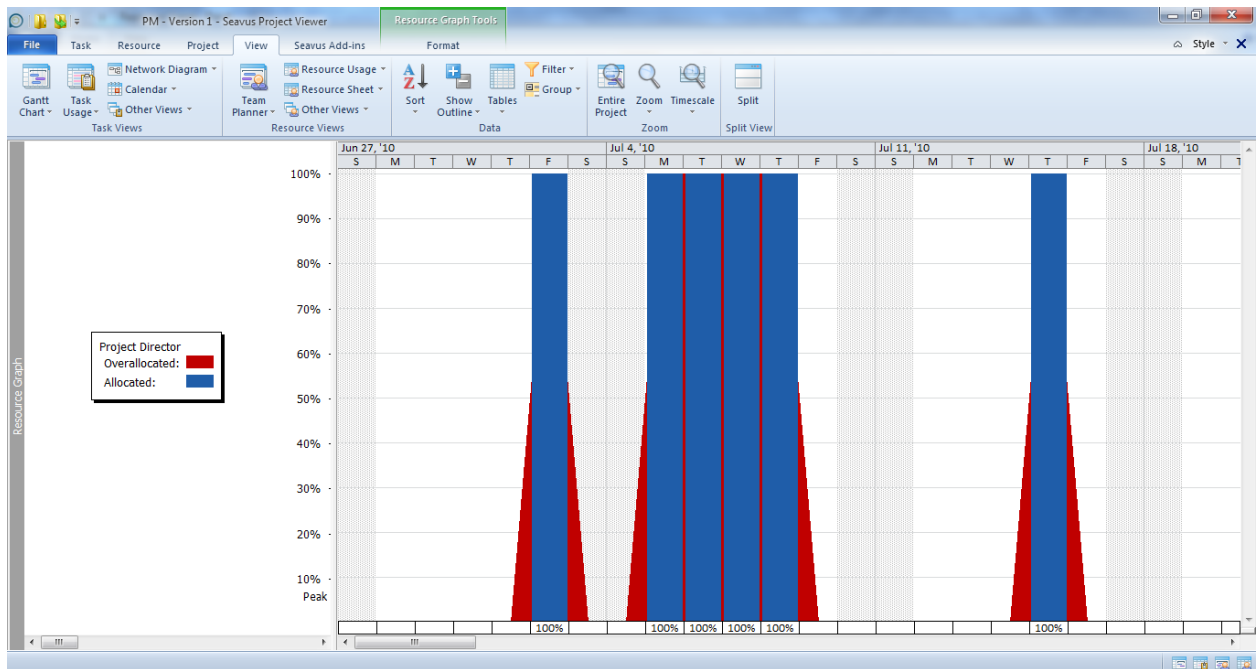 PM - Version 1 - Seavus Project Viewer
Resource Graph Tools
File Task Resource Project View Seavus Add-ins Format Style
Gantt Chart
Task Usage
Network Diagram
Calendar
Other Views
Task Views
Team Planner
Resource Usage
Resource Sheet
Other Views
Resource Views
Sort
Show Outline
Tables
Filter
Group
Data
Entire Project
Zoom
Timescale
Zoom
Split
Split View
Jun 27, '10 Jul 4, '10 Jul 11, '10 Jul 18, '10
S M T W T F S S M T W T F S S M T W T F S S M T
100%
90%
80%
70%
60%
50%
40%
30%
20%
10%
Peak
Resource Graph
Project Director
Overallocated:
Allocated:
100% 100% 100% 100% 100% 100%